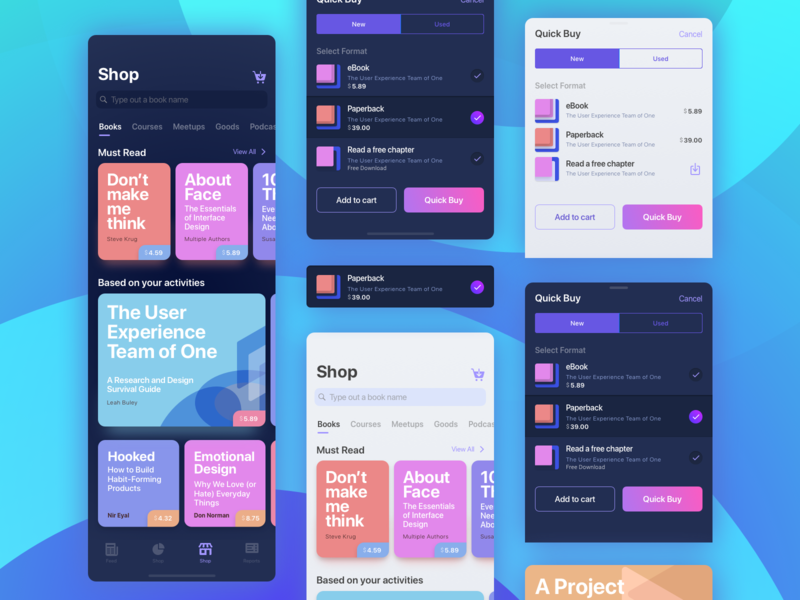 Shop
Type out a book name
Books Courses Meetups Goods Podcas
Must Read
View All
Don't
make
me
think
Steve Krug
$4.59
About
Face
The Essentials
of Interface
Design
Multiple Authors
$5.89
10
Th
Eve
Nee
Abo
Susa
Based on your activities
The User
Experience
Team of One
A Research and Design
Survival Guide
Leah Buley
$5.89
Hooked
How to Build
Habit-Forming
Products
Nir Eyal
$4.32
Emotional
Design
Why We Love (or
Hate) Everyday
Things
Don Norman
$8.75
Shop
Quick Buy
Cancel
New
Used
Select Format
eBook
The User Experience Team of One
$5.89
Paperback
The User Experience Team of One
$39.00
Read a free chapter
The User Experience Team of One
Free Download
Add to cart
Quick Buy
Paperback
The User Experience Team of One
$39.00
Shop
Type out a book name
Books Courses Meetups Goods Podcas
Must Read
View All
Don't
make
me
think
Steve Krug
$4.59
About
Face
The Essentials
of Interface
Design
Multiple Authors
$5.89
10
Th
Eve
Nee
Abo
Susa
Based on your activities
Quick Buy
Cancel
New
Used
Select Format
eBook
The User Experience Team of One
$5.89
Paperback
The User Experience Team of One
$39.00
Read a free chapter
The User Experience Team of One
Add to cart
Quick Buy
Quick Buy
Cancel
New
Used
Select Format
eBook
The User Experience Team of One
$5.89
Paperback
The User Experience Team of One
$39.00
Read a free chapter
The User Experience Team of One
Free Download
Add to cart
Quick Buy
A Project